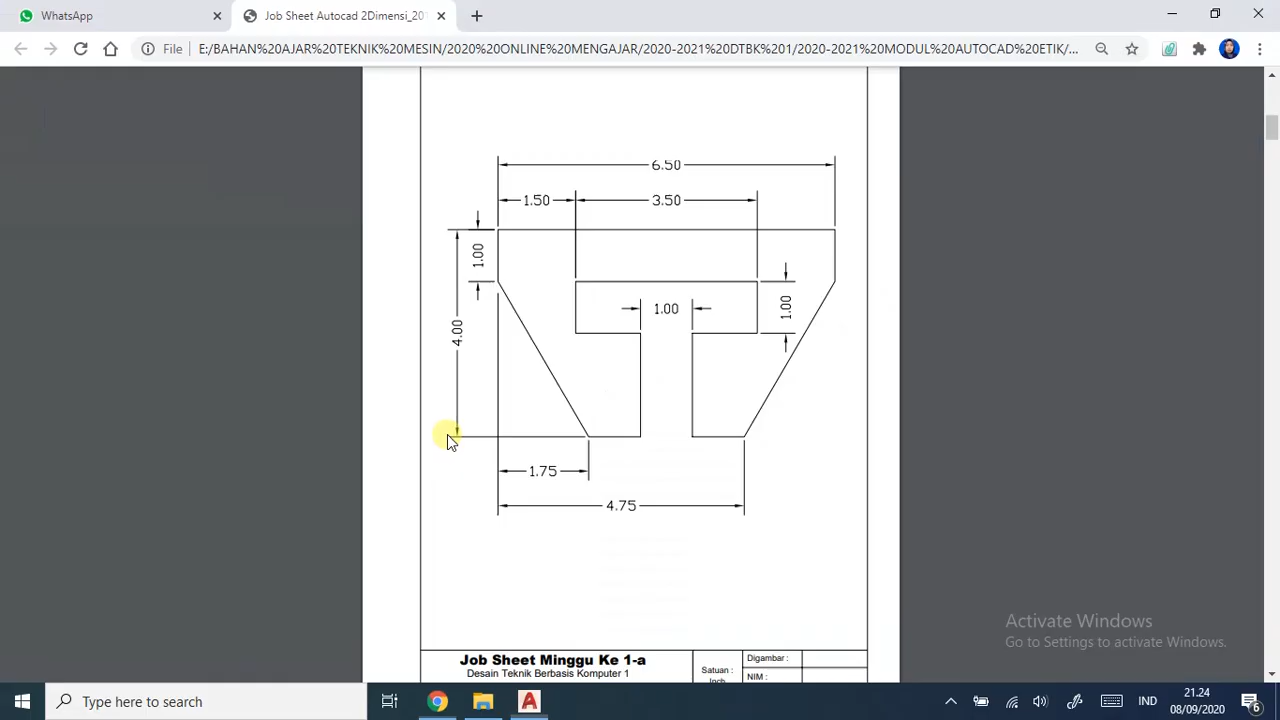 WhatsApp
Job Sheet Autocad 2Dimensi_201
File E:/BAHAN%20AJAR%20TEKNIK%20MESIN/2020%20ONLINE%20MENGAJAR/2020-2021%20DTBK%201/2020-2021%20MODUL%20AUTOCAD%20ETIK/...
6.50
1.50 3.50
1.00
1.00
1.00
4.00
1.75
4.75
Activate Windows
Go to Settings to activate Windows.
Job Sheet Minggu Ke 1-a
Desain Teknik Berbasis Komputer 1
Satuan :
Inch
Digambar :
NIM :
Type here to search
IND
21.24
08/09/2020
6